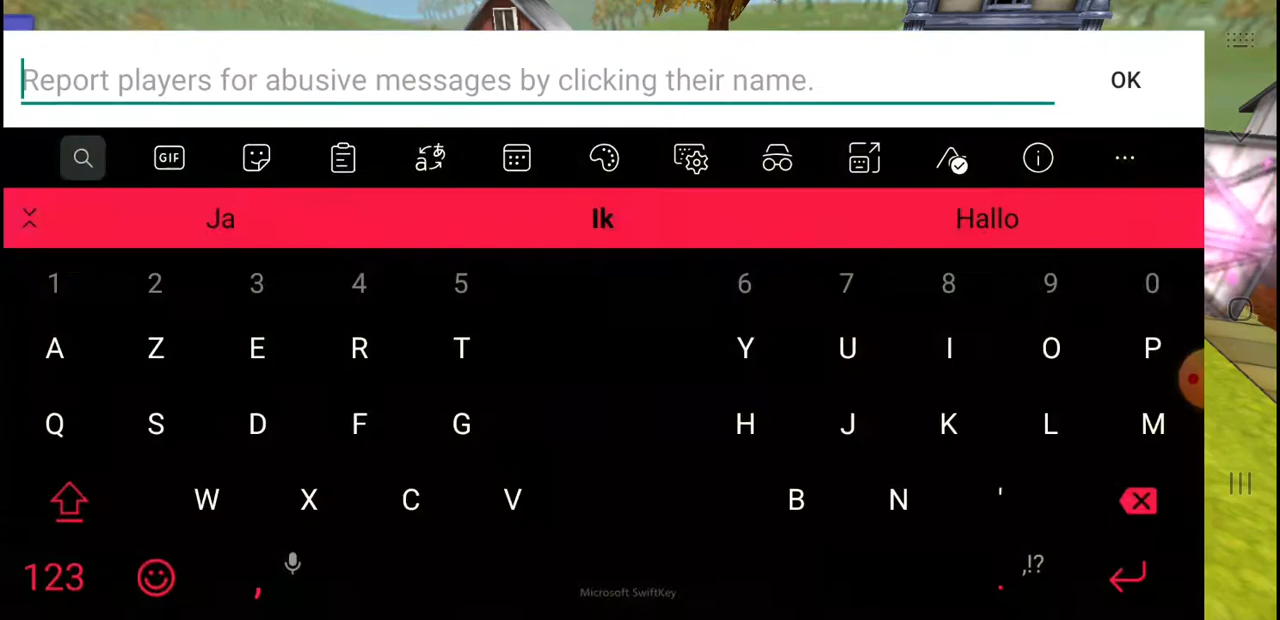 Report players for abusive messages by clicking their name.
OK
GIF
a あ
Ja Ik Hallo
1 2 3 4 5 6 7 8 9 0
A Z E R T Y U I O P
Q S D F G H J K L M
W X C V B N '
,!?
123 , .
Microsoft SwiftKey